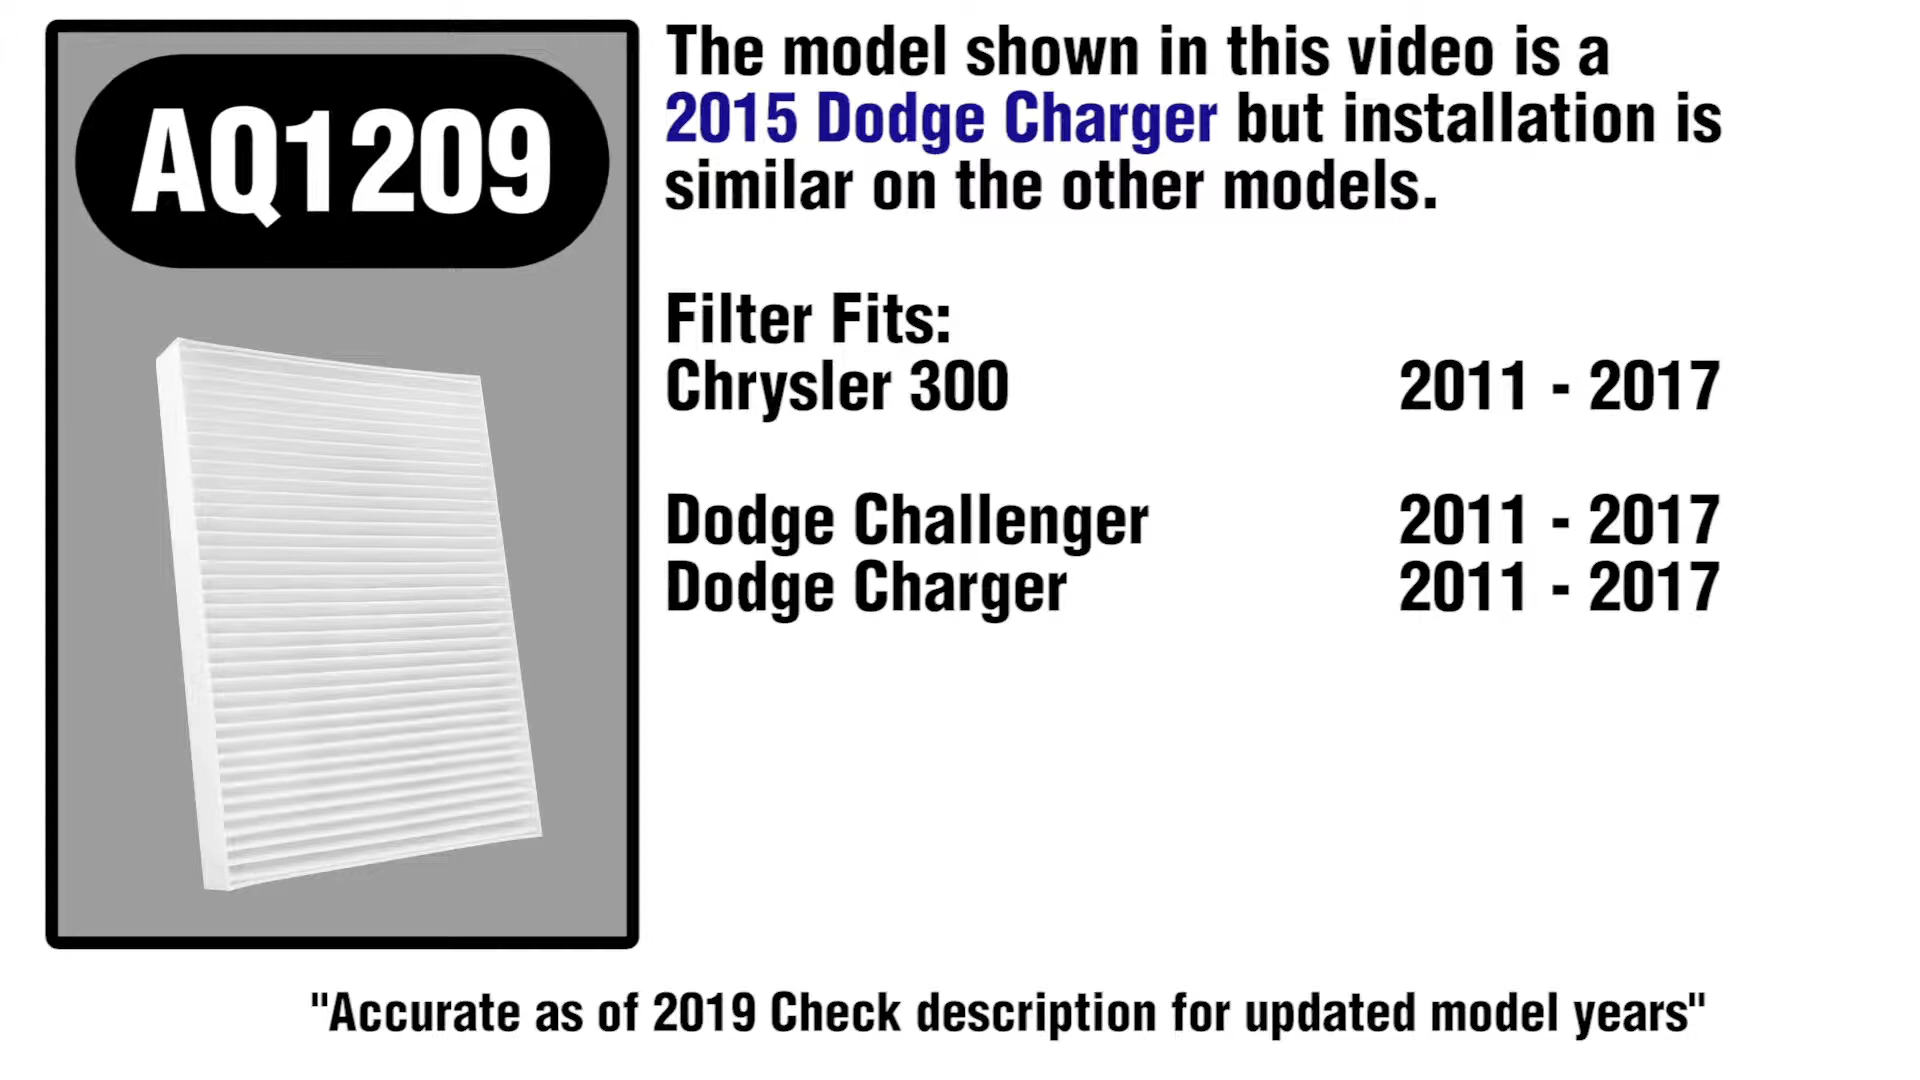 AQ1209
The model shown in this video is a
2015 Dodge Charger but installation is
similar on the other models.
Filter Fits:
Chrysler 300 2011 - 2017
Dodge Challenger 2011 - 2017
Dodge Charger 2011 - 2017
"Accurate as of 2019 Check description for updated model years"